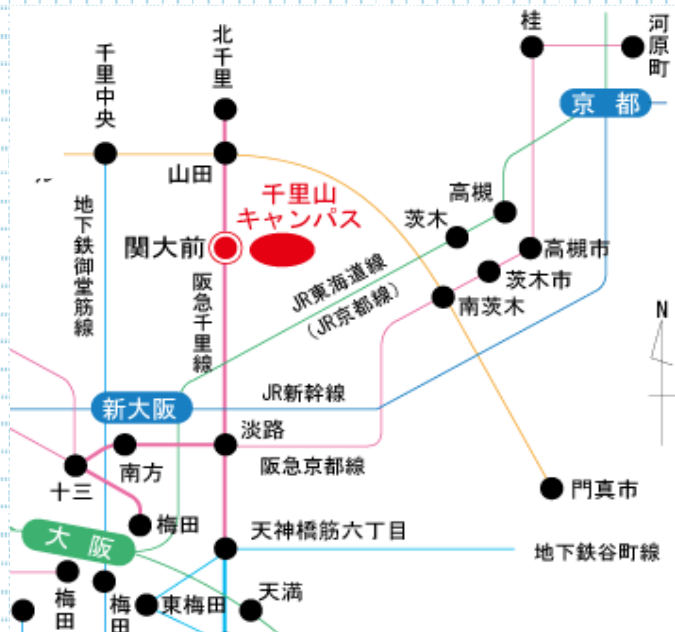 北千里
千里中央
桂
河原町
京都
山田
千里山
キャンパス
高槻
茨木
関大前
高槻市
茨木市
南茨木
地下鉄御堂筋線
阪急千里線
JR東海道線
(JR京都線)
N
JR新幹線
新大阪
淡路
阪急京都線
南方
十三
門真市
梅田
大阪
天神橋筋六丁目
地下鉄谷町線
梅田
梅田
東梅田
天満